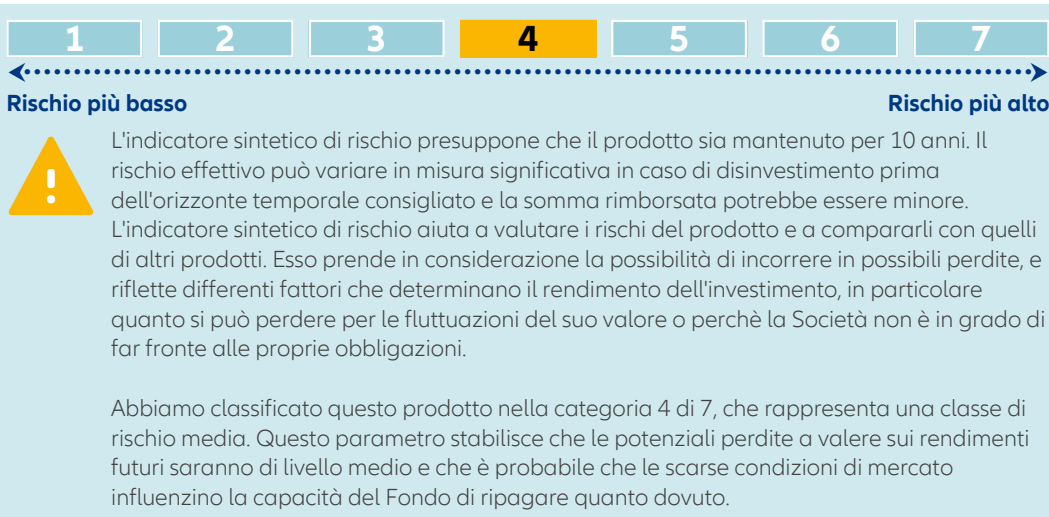 1 2 3 4 5 6 7
Rischio più basso Rischio più alto
L'indicatore sintetico di rischio presuppone che il prodotto sia mantenuto per 10 anni. Il
rischio effettivo può variare in misura significativa in caso di disinvestimento prima
dell'orizzonte temporale consigliato e la somma rimborsata potrebbe essere minore.
L'indicatore sintetico di rischio aiuta a valutare i rischi del prodotto e a compararli con quelli
di altri prodotti. Esso prende in considerazione la possibilità di incorrere in possibili perdite, e
riflette differenti fattori che determinano il rendimento dell'investimento, in particolare
quanto si può perdere per le fluttuazioni del suo valore o perchè la Società non è in grado di
far fronte alle proprie obbligazioni.
Abbiamo classificato questo prodotto nella categoria 4 di 7, che rappresenta una classe di
rischio media. Questo parametro stabilisce che le potenziali perdite a valere sui rendimenti
futuri saranno di livello medio e che è probabile che le scarse condizioni di mercato
influenzino la capacità del Fondo di ripagare quanto dovuto.